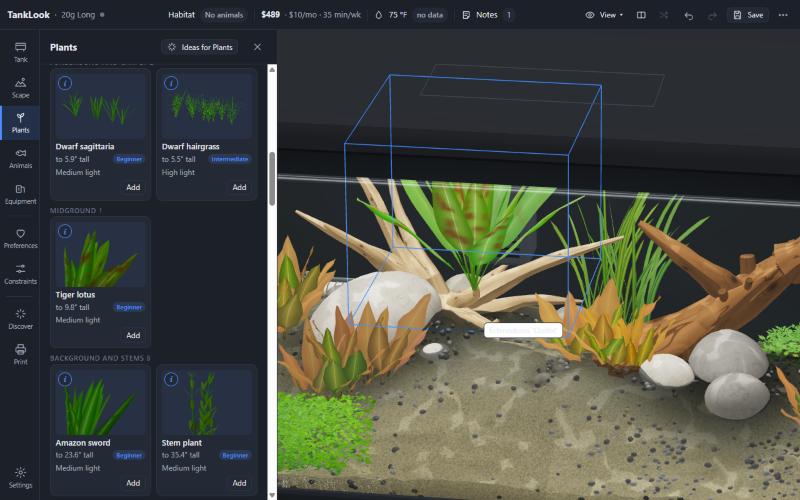 TankLook · 20g Long
Habitat No animals
$489 · $10/mo · 35 min/wk
75 °F no data
Notes 1
View
Save
Tank
Scape
Plants
Animals
Equipment
Preferences
Constraints
Discover
Print
Settings
Plants
Ideas for Plants
Dwarf sagittaria
to 5.9" tall Beginner
Medium light
Add
Dwarf hairgrass
to 5.5" tall Intermediate
High light
Add
MIDGROUND 1
Tiger lotus
to 9.8" tall Beginner
Medium light
Add
BACKGROUND AND STEMS 8
Amazon sword
to 23.6" tall Beginner
Medium light
Add
Stem plant
to 35.4" tall Beginner
Medium light
Add